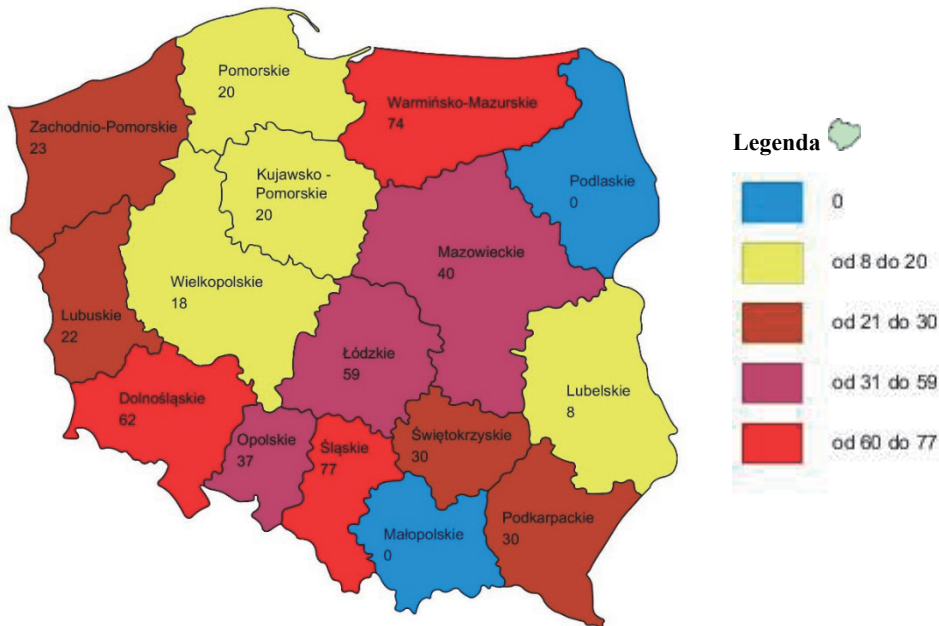 Pomorskie
20
Warmińsko-Mazurskie
74
Zachodnio-Pomorskie
23
Kujawsko -
Pomorskie
20
Podlaskie
0
Mazowieckie
40
Wielkopolskie
18
Lubuskie
22
Łódzkie
59
Lubelskie
8
Dolnośląskie
62
Opolskie
37
Śląskie
77
Świętokrzyskie
30
Małopolskie
0
Podkarpackie
30
Legenda
0
od 8 do 20
od 21 do 30
od 31 do 59
od 60 do 77